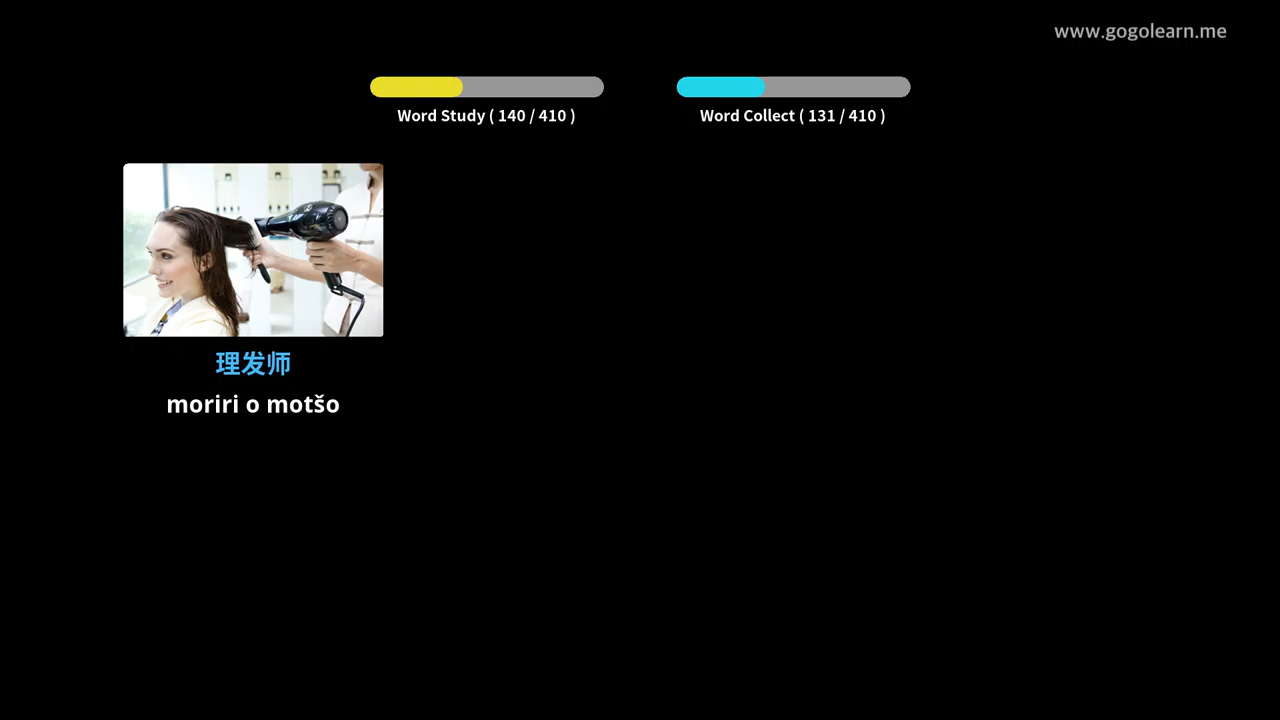 www.gogolearn.me
Word Study ( 140 / 410 )
Word Collect ( 131 / 410 )
理发师
moriri o motšo